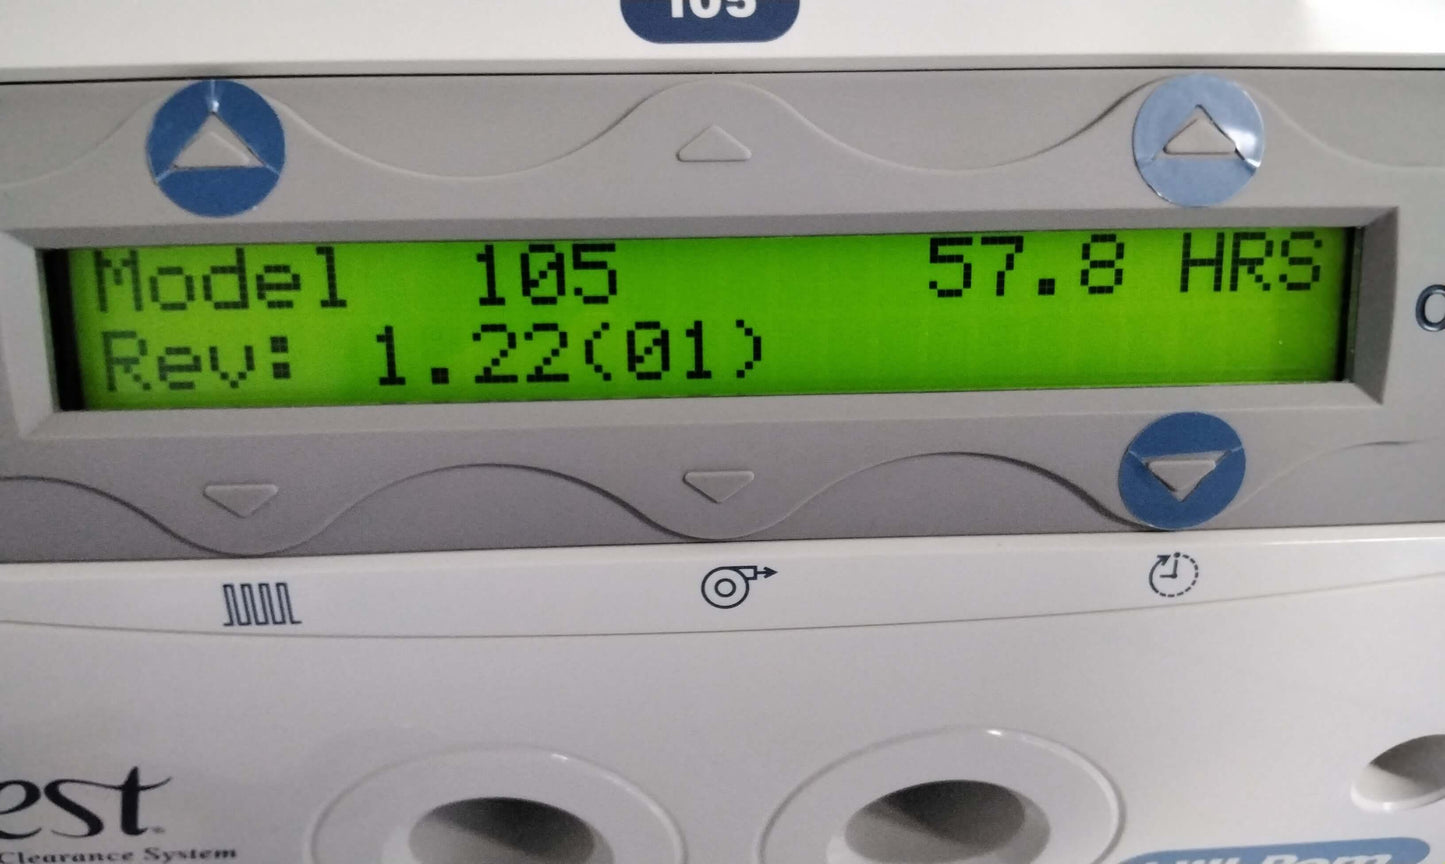 105
Model 105 57.8 HRS
Rev: 1.22(01)
est®
Clearance System